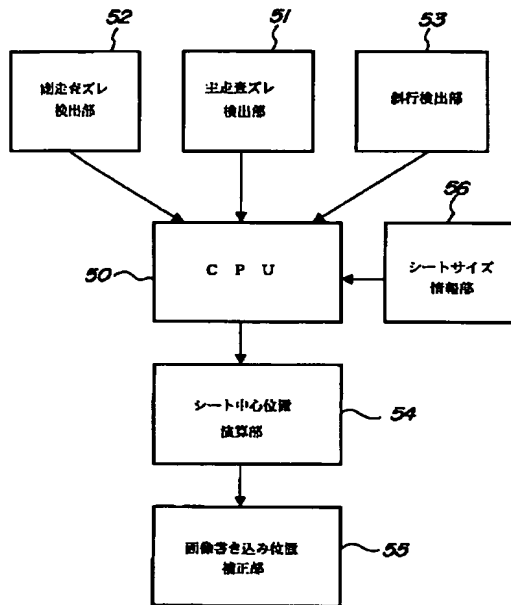 52
51
53
副走査ズレ
検出部
主走査ズレ
検出部
斜行検出部
56
50
CPU
シートサイズ
情報部
シート中心位置
演算部
54
画像書き込み位置
補正部
55